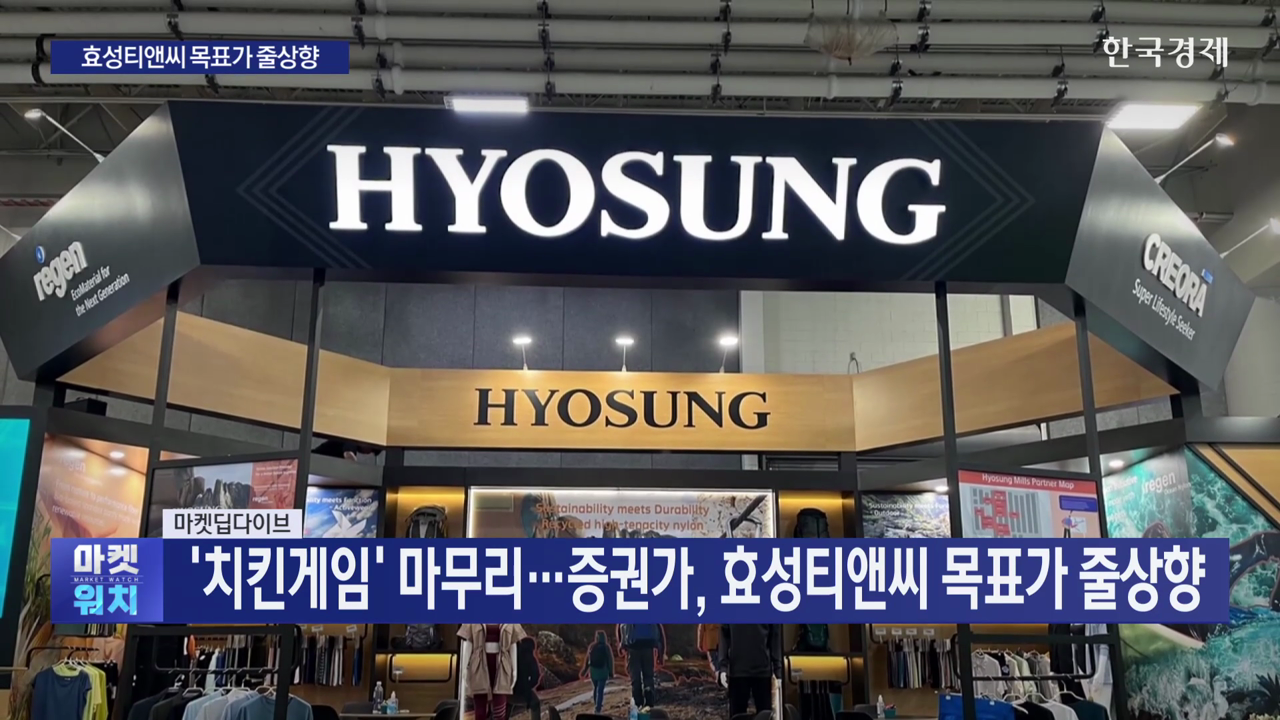 효성티앤씨 목표가 줄상향
한국경제
HYOSUNG
regen
EcoMaterial for
the Next Generation
CREORA
Super Lifestyle Seeker
HYOSUNG
Hyosung Mills Partner Map
regen
Sustainability meets Durability
Recycled high-tenacity nylon
마켓딥다이브
마켓
MARKET WATCH
워치
'치킨게임' 마무리…증권가, 효성티앤씨 목표가 줄상향